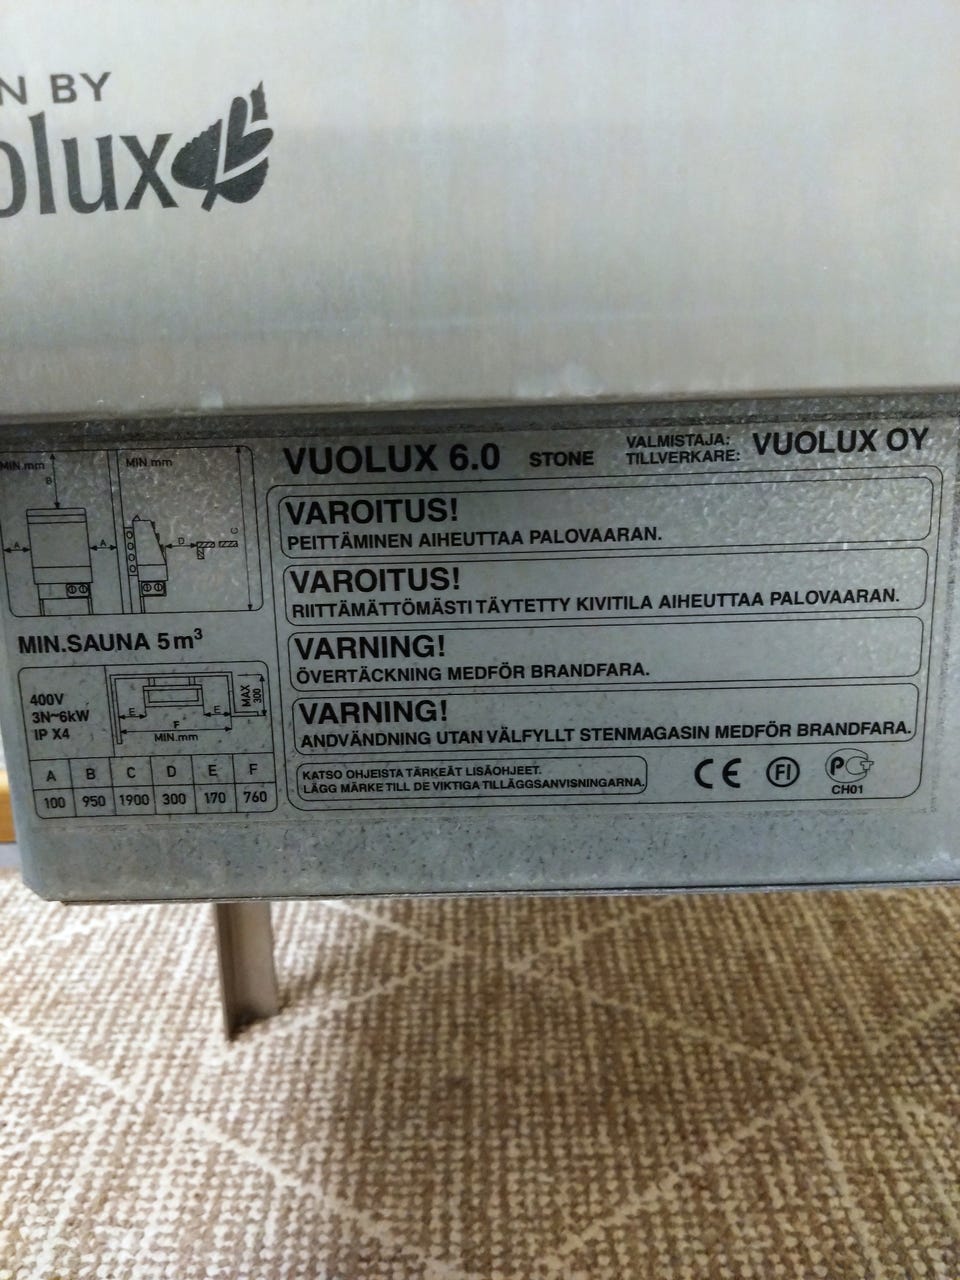 N BY
olux
VUOLUX 6.0 STONE VALMISTAJA: TILLVERKARE: VUOLUX OY
MIN.mm
B
A
A
MIN.mm
A
D
C
VAROITUS!
PEITTÄMINEN AIHEUTTAA PALOVAARAN.
VAROITUS!
RIITTÄMÄTTÖMÄSTI TÄYTETTY KIVITILA AIHEUTTAA PALOVAARAN.
MIN.SAUNA 5m³
VARNING!
ÖVERTÄCKNING MEDFÖR BRANDFARA.
VARNING!
ANDVÄNDNING UTAN VÄLFYLLT STENMAGASIN MEDFÖR BRANDFARA.
400V
3N~6kW
IP X4
E
E
F
MIN.mm
MAX
300
A B C D E F
100 950 1900 300 170 760
KATSO OHJEISTA TÄRKEÄT LISÄOHJEET.
LÄGG MÄRKE TILL DE VIKTIGA TILLÄGGSANVISNINGARNA.
CE FI PCT
CH01